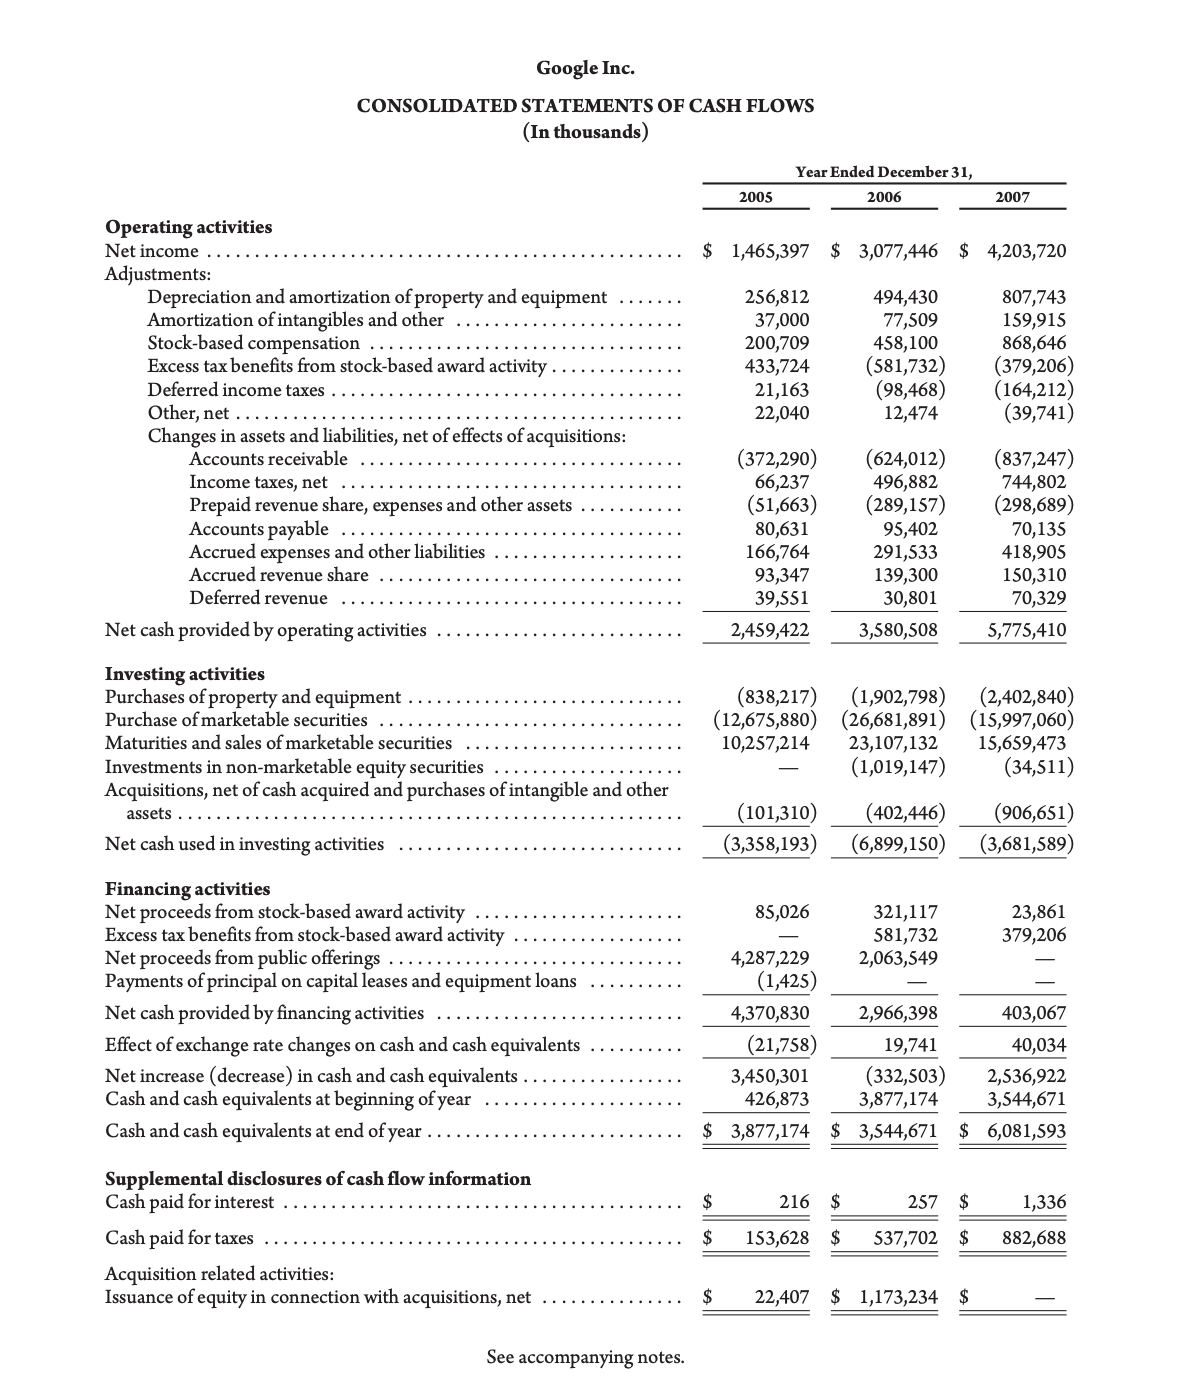 Google Inc.
CONSOLIDATED STATEMENTS OF CASH FLOWS
(In thousands)
Year Ended December 31,
2005 2006 2007
Operating activities
Net income $ 1,465,397 $ 3,077,446 $ 4,203,720
Adjustments:
Depreciation and amortization of property and equipment 256,812 494,430 807,743
Amortization of intangibles and other 37,000 77,509 159,915
Stock-based compensation 200,709 458,100 868,646
Excess tax benefits from stock-based award activity 433,724 (581,732) (379,206)
Deferred income taxes 21,163 (98,468) (164,212)
Other, net 22,040 12,474 (39,741)
Changes in assets and liabilities, net of effects of acquisitions:
Accounts receivable (372,290) (624,012) (837,247)
Income taxes, net 66,237 496,882 744,802
Prepaid revenue share, expenses and other assets (51,663) (289,157) (298,689)
Accounts payable 80,631 95,402 70,135
Accrued expenses and other liabilities 166,764 291,533 418,905
Accrued revenue share 93,347 139,300 150,310
Deferred revenue 39,551 30,801 70,329
Net cash provided by operating activities 2,459,422 3,580,508 5,775,410
Investing activities
Purchases of property and equipment (838,217) (1,902,798) (2,402,840)
Purchase of marketable securities (12,675,880) (26,681,891) (15,997,060)
Maturities and sales of marketable securities 10,257,214 23,107,132 15,659,473
Investments in non-marketable equity securities — (1,019,147) (34,511)
Acquisitions, net of cash acquired and purchases of intangible and other
assets (101,310) (402,446) (906,651)
Net cash used in investing activities (3,358,193) (6,899,150) (3,681,589)
Financing activities
Net proceeds from stock-based award activity 85,026 321,117 23,861
Excess tax benefits from stock-based award activity — 581,732 379,206
Net proceeds from public offerings 4,287,229 2,063,549 —
Payments of principal on capital leases and equipment loans (1,425) — —
Net cash provided by financing activities 4,370,830 2,966,398 403,067
Effect of exchange rate changes on cash and cash equivalents (21,758) 19,741 40,034
Net increase (decrease) in cash and cash equivalents 3,450,301 (332,503) 2,536,922
Cash and cash equivalents at beginning of year 426,873 3,877,174 3,544,671
Cash and cash equivalents at end of year $ 3,877,174 $ 3,544,671 $ 6,081,593
Supplemental disclosures of cash flow information
Cash paid for interest $ 216 $ 257 $ 1,336
Cash paid for taxes $ 153,628 $ 537,702 $ 882,688
Acquisition related activities:
Issuance of equity in connection with acquisitions, net $ 22,407 $ 1,173,234 $ —
See accompanying notes.